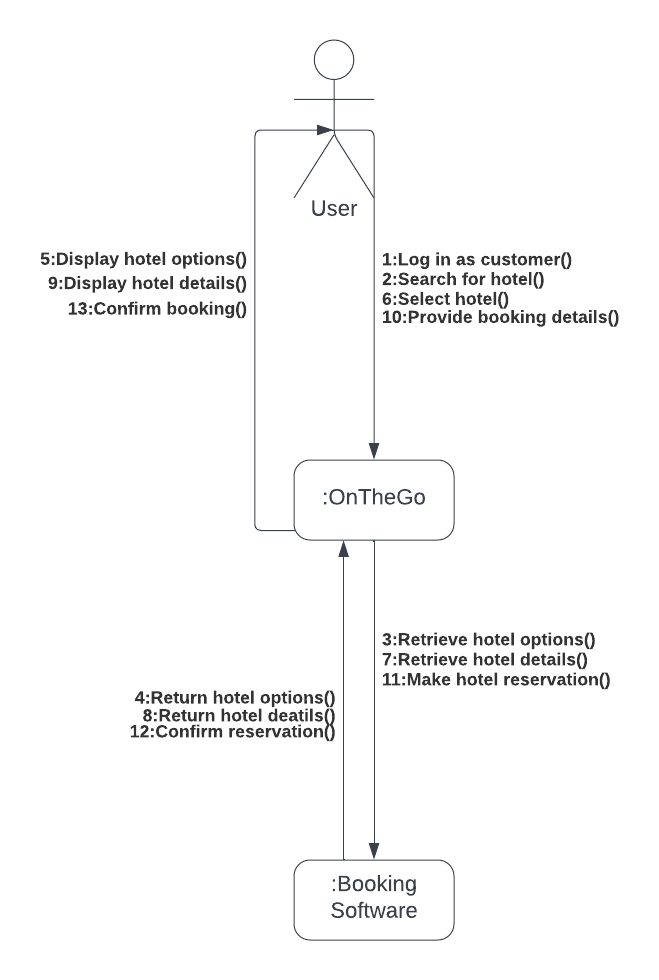 User
5:Display hotel options()
9:Display hotel details()
13:Confirm booking()
1:Log in as customer()
2:Search for hotel()
6:Select hotel()
10:Provide booking details()
:OnTheGo
3:Retrieve hotel options()
7:Retrieve hotel details()
11:Make hotel reservation()
4:Return hotel options()
8:Return hotel deatils()
12:Confirm reservation()
:Booking
Software